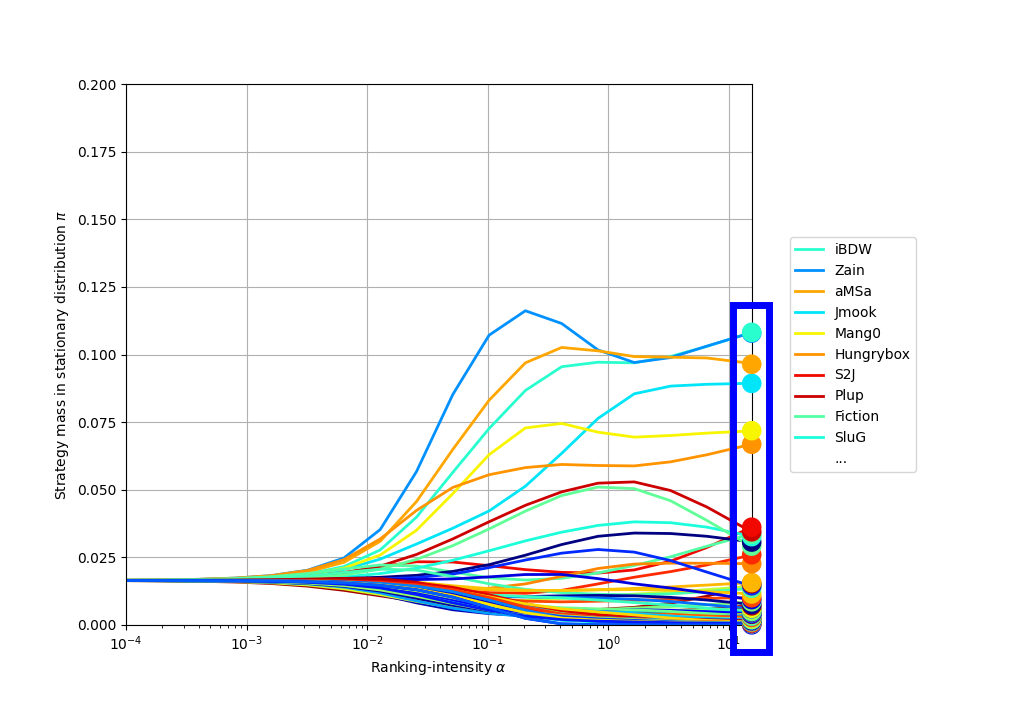 0.200
0.175
0.150
0.125
0.100
0.075
0.050
0.025
0.000
Strategy mass in stationary distribution π
10⁻⁴ 10⁻³ 10⁻² 10⁻¹ 10⁰ 10¹
Ranking-intensity α
iBDW
Zain
aMSa
Jmook
Mang0
Hungrybox
S2J
Plup
Fiction
SluG
...